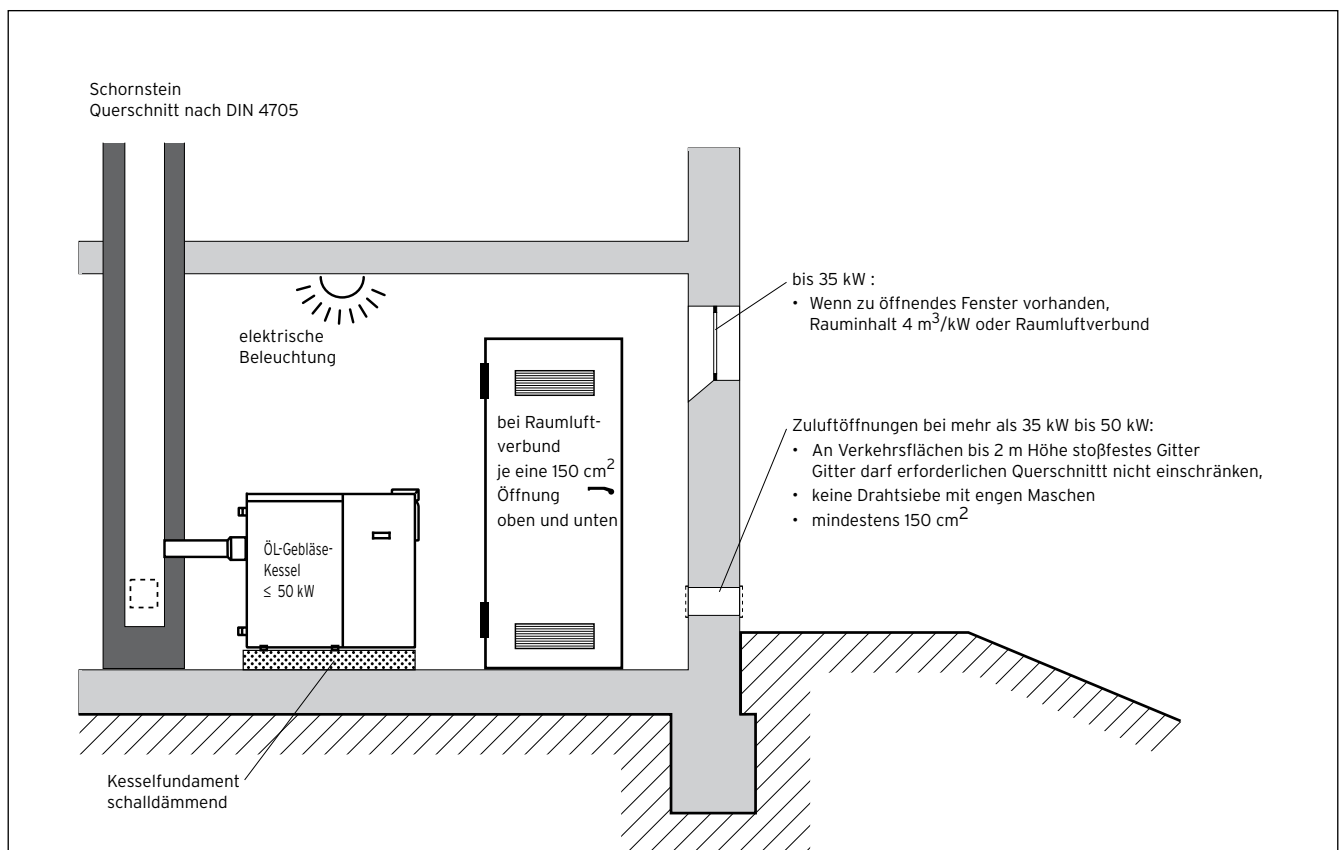 Schornstein
Querschnitt nach DIN 4705
bis 35 kW :
• Wenn zu öffnendes Fenster vorhanden,
Rauminhalt 4 m³/kW oder Raumluftverbund
elektrische
Beleuchtung
bei Raumluft-
verbund
je eine 150 cm²
Öffnung
oben und unten
Zuluftöffnungen bei mehr als 35 kW bis 50 kW:
• An Verkehrsflächen bis 2 m Höhe stoßfestes Gitter
Gitter darf erforderlichen Querschnittt nicht einschränken,
• keine Drahtsiebe mit engen Maschen
• mindestens 150 cm²
ÖL-Gebläse-
Kessel
≤ 50 kW
Kesselfundament
schalldämmend